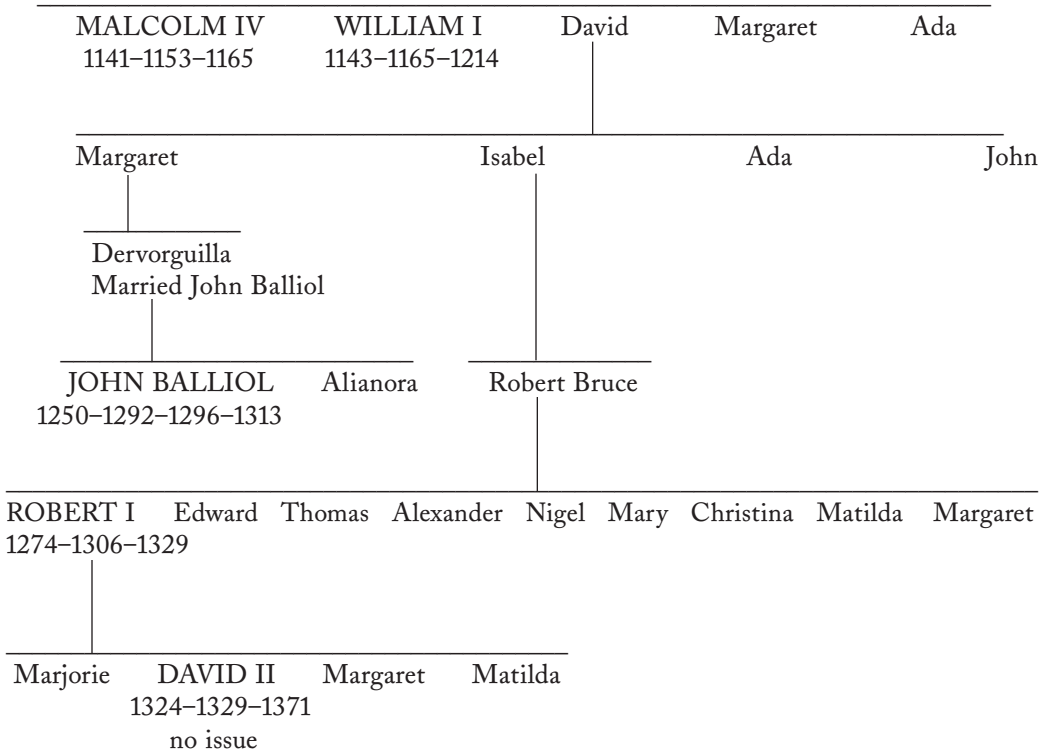 MALCOLM IV WILLIAM I David Margaret Ada
1141–1153–1165 1143–1165–1214
Margaret Isabel Ada John
Dervorguilla
Married John Balliol
JOHN BALLIOL Alianora Robert Bruce
1250–1292–1296–1313
ROBERT I Edward Thomas Alexander Nigel Mary Christina Matilda Margaret
1274–1306–1329
Marjorie DAVID II Margaret Matilda
1324–1329–1371
no issue